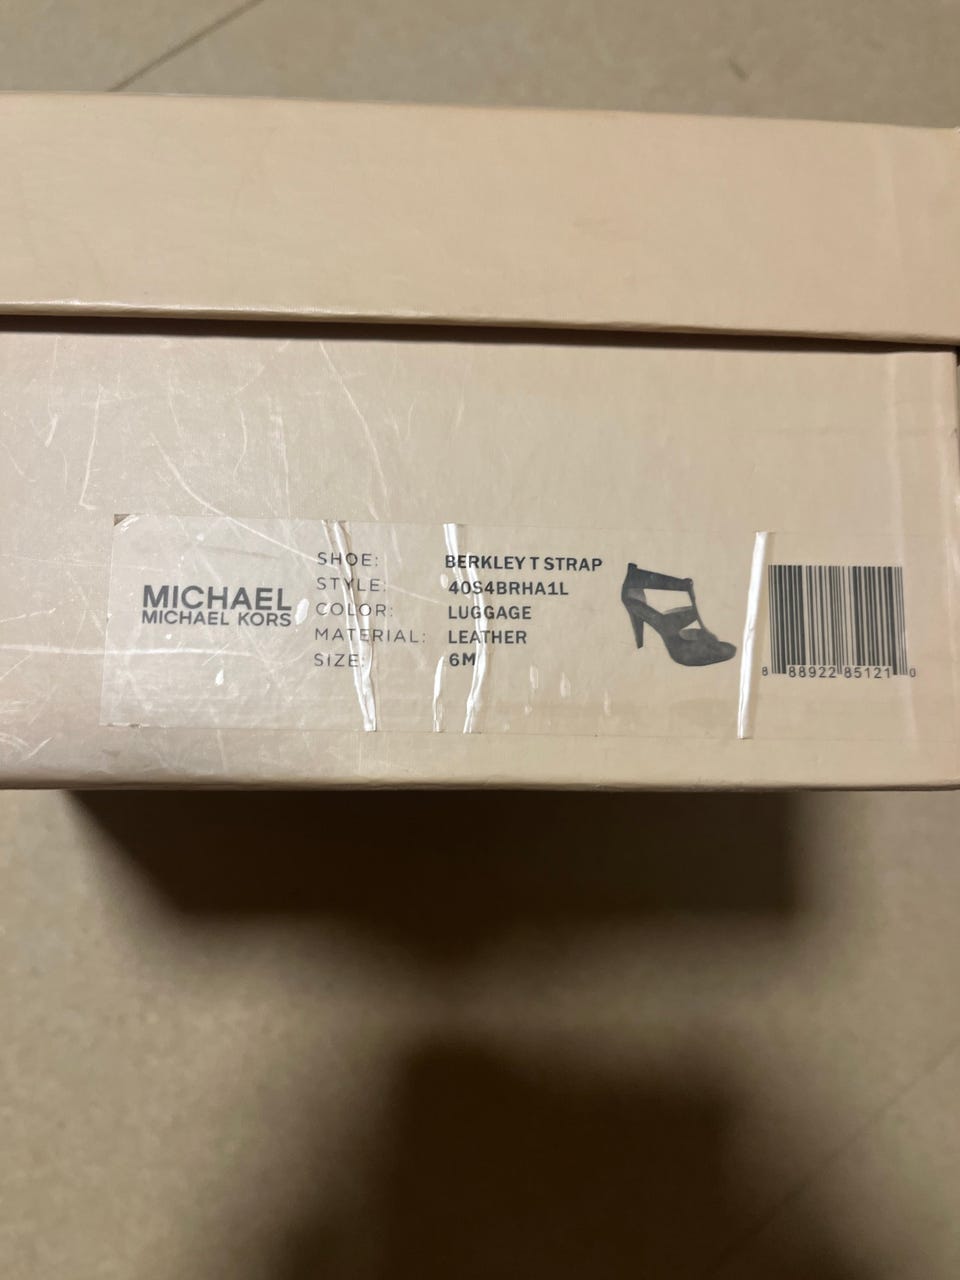 MICHAEL
MICHAEL KORS
SHOE: BERKLEY T STRAP
STYLE: 40S4BRHA1L
COLOR: LUGGAGE
MATERIAL: LEATHER
SIZE: 6M
8 88922 85121 0